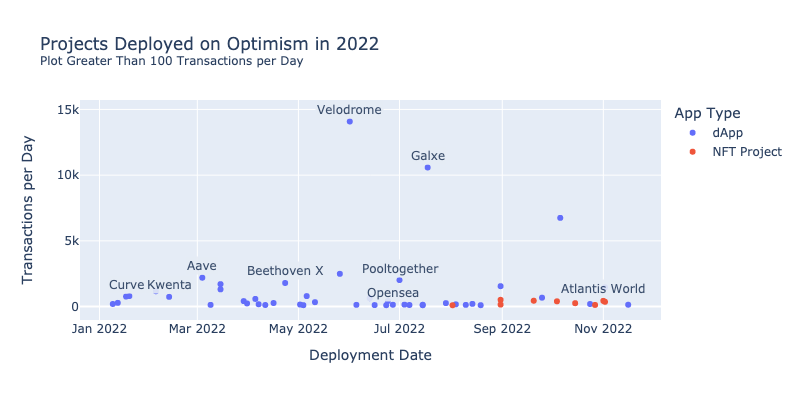 Projects Deployed on Optimism in 2022
Plot Greater Than 100 Transactions per Day
Transactions per Day
15k
10k
5k
0
Velodrome
Galxe
Aave
Beethoven X
Pooltogether
Curve
Kwenta
Opensea
Atlantis World
Jan 2022
Mar 2022
May 2022
Jul 2022
Sep 2022
Nov 2022
Deployment Date
App Type
dApp
NFT Project